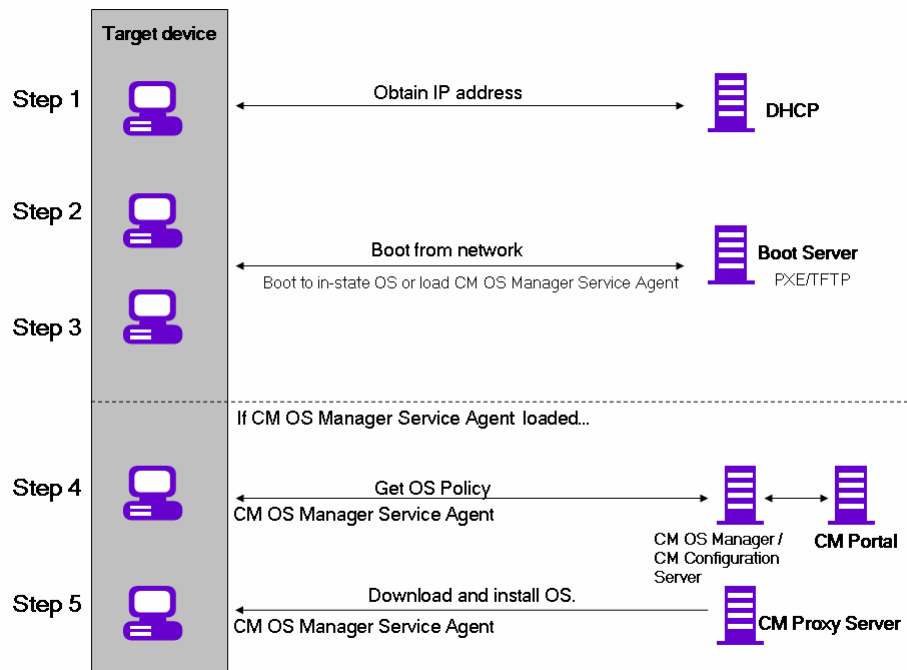 Target device
Step 1
Obtain IP address
DHCP
Step 2
Boot from network
Boot to in-state OS or load CM OS Manager Service Agent
Boot Server
PXE/TFTP
Step 3
If CM OS Manager Service Agent loaded...
Step 4
Get OS Policy
CM OS Manager Service Agent
CM OS Manager /
CM Configuration
Server
CM Portal
Step 5
Download and install OS.
CM OS Manager Service Agent
CM Proxy Server